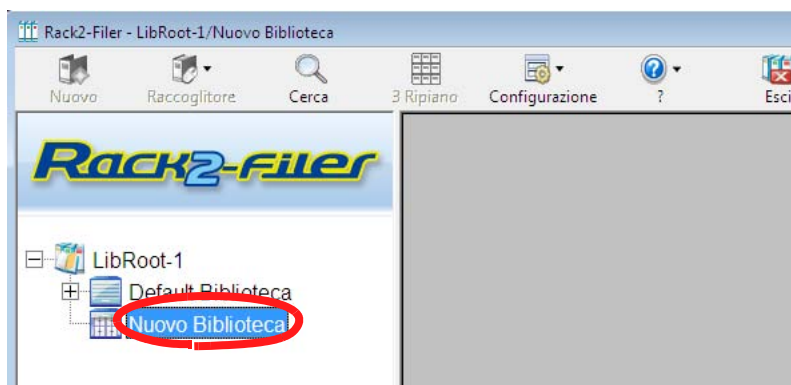 Rack2-Filer - LibRoot-1/Nuovo Biblioteca
Nuovo Raccoglitore Cerca 3 Ripiano Configurazione ? Esci
Rack2-Filer
LibRoot-1
Default Biblioteca
Nuovo Biblioteca